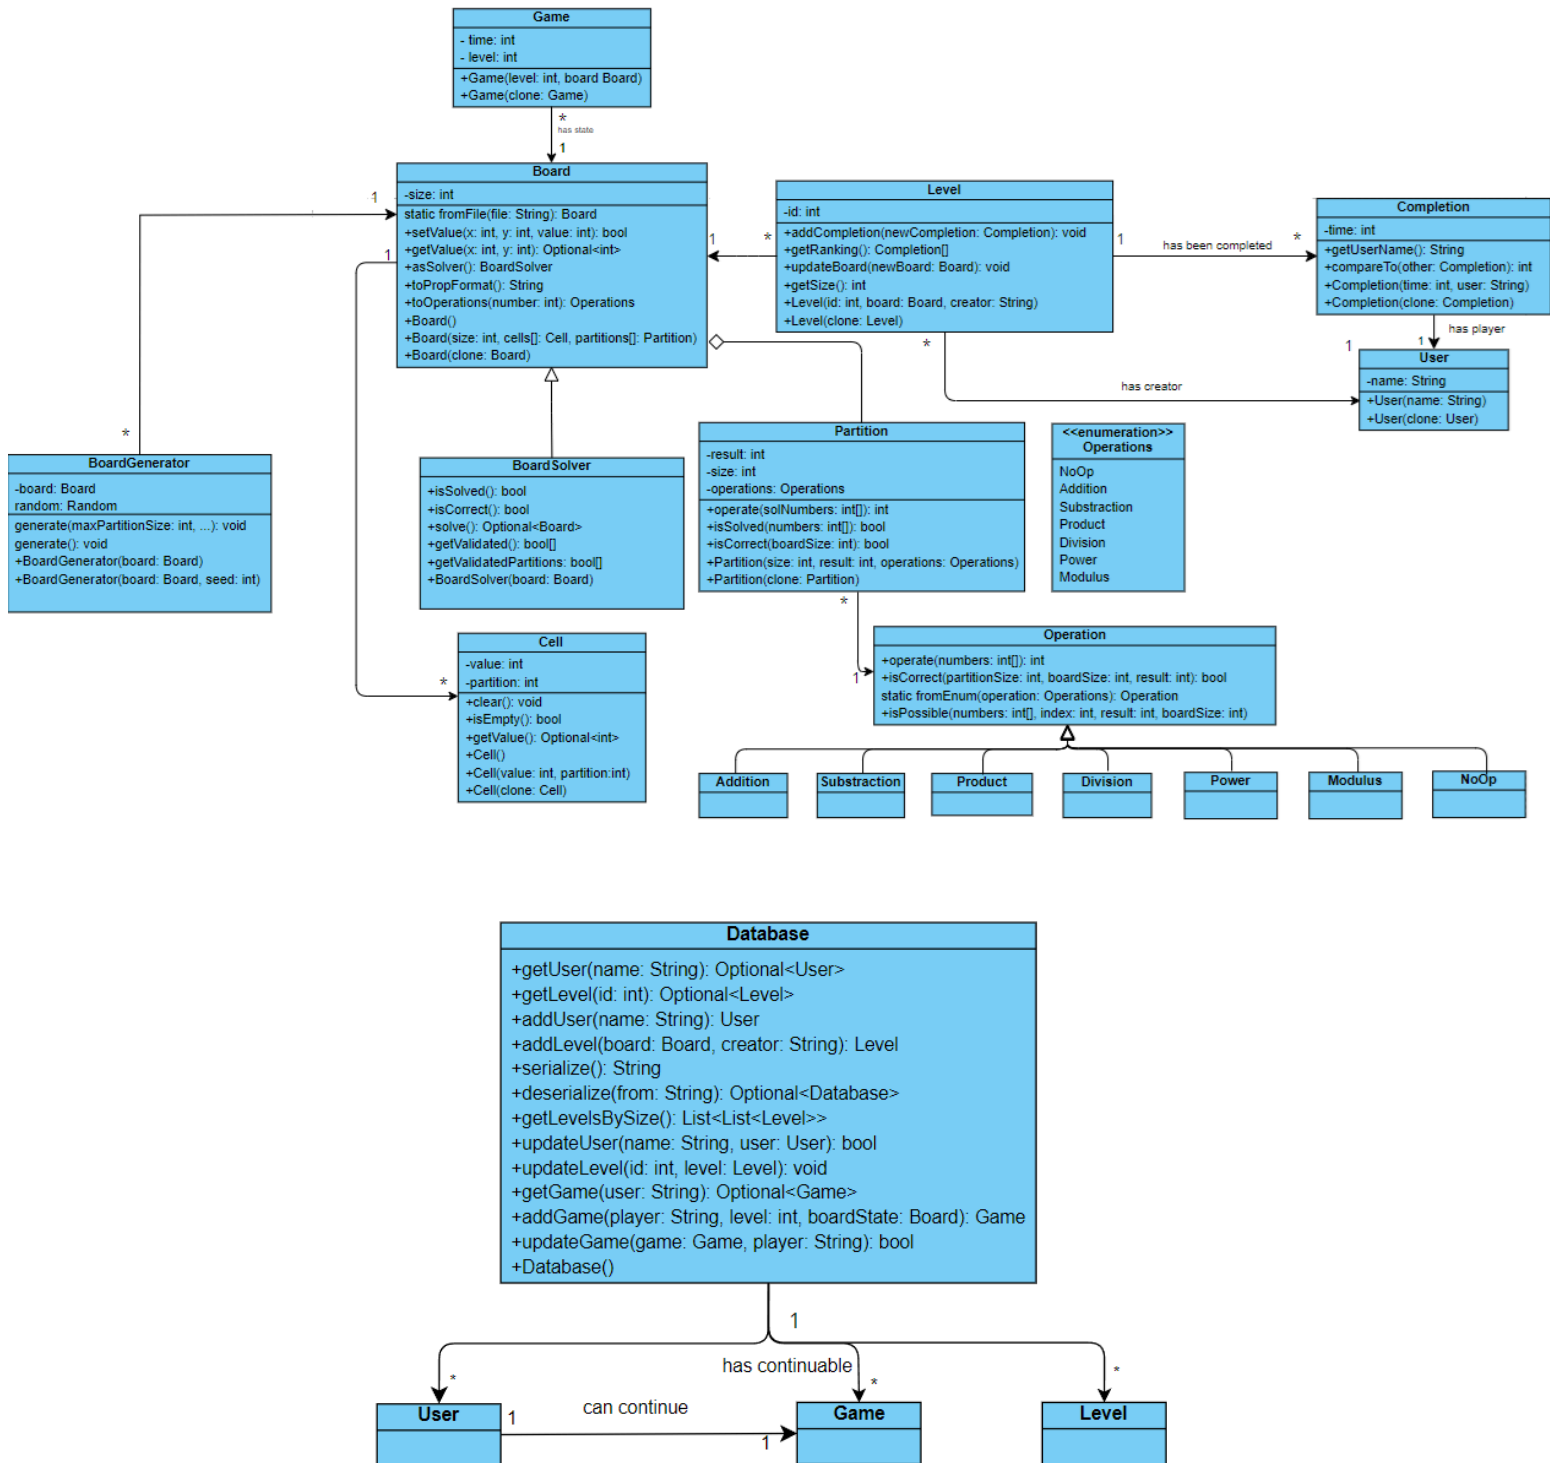 Game
- time: int
- level: int
+Game(level: int, board Board)
+Game(clone: Game)
*
has state
1
Board
-size: int
static fromFile(file: String): Board
+setValue(x: int, y: int, value: int): bool
+getValue(x: int, y: int): Optional<int>
+asSolver(): BoardSolver
+toPropFormat(): String
+toOperations(number: int): Operations
+Board()
+Board(size: int, cells[]: Cell, partitions[]: Partition)
+Board(clone: Board)
1
1
1
*
Level
-id: int
+addCompletion(newCompletion: Completion): void
+getRanking(): Completion[]
+updateBoard(newBoard: Board): void
+getSize(): int
+Level(id: int, board: Board, creator: String)
+Level(clone: Level)
1
has been completed
*
Completion
-time: int
+getUserName(): String
+compareTo(other: Completion): int
+Completion(time: int, user: String)
+Completion(clone: Completion)
has player
1
*
has creator
1
User
-name: String
+User(name: String)
+User(clone: User)
*
BoardGenerator
-board: Board
random: Random
generate(maxPartitionSize: int, ...): void
generate(): void
+BoardGenerator(board: Board)
+BoardGenerator(board: Board, seed: int)
BoardSolver
+isSolved(): bool
+isCorrect(): bool
+solve(): Optional<Board>
+getValidated(): bool[]
+getValidatedPartitions: bool[]
+BoardSolver(board: Board)
Partition
-result: int
-size: int
-operations: Operations
+operate(solNumbers: int[]): int
+isSolved(numbers: int[]): bool
+isCorrect(boardSize: int): bool
+Partition(size: int, result: int, operations: Operations)
+Partition(clone: Partition)
<<enumeration>>
Operations
NoOp
Addition
Substraction
Product
Division
Power
Modulus
*
Cell
-value: int
-partition: int
+clear(): void
+isEmpty(): bool
+getValue(): Optional<int>
+Cell()
+Cell(value: int, partition:int)
+Cell(clone: Cell)
*
1
Operation
+operate(numbers: int[]): int
+isCorrect(partitionSize: int, boardSize: int, result: int): bool
static fromEnum(operation: Operations): Operation
+isPossible(numbers: int[], index: int, result: int, boardSize: int)
Addition
Substraction
Product
Division
Power
Modulus
NoOp
Database
+getUser(name: String): Optional<User>
+getLevel(id: int): Optional<Level>
+addUser(name: String): User
+addLevel(board: Board, creator: String): Level
+serialize(): String
+deserialize(from: String): Optional<Database>
+getLevelsBySize(): List<List<Level>>
+updateUser(name: String, user: User): bool
+updateLevel(id: int, level: Level): void
+getGame(user: String): Optional<Game>
+addGame(player: String, level: int, boardState: Board): Game
+updateGame(game: Game, player: String): bool
+Database()
1
has continuable
*
*
*
User
1
can continue
1
Game
Level